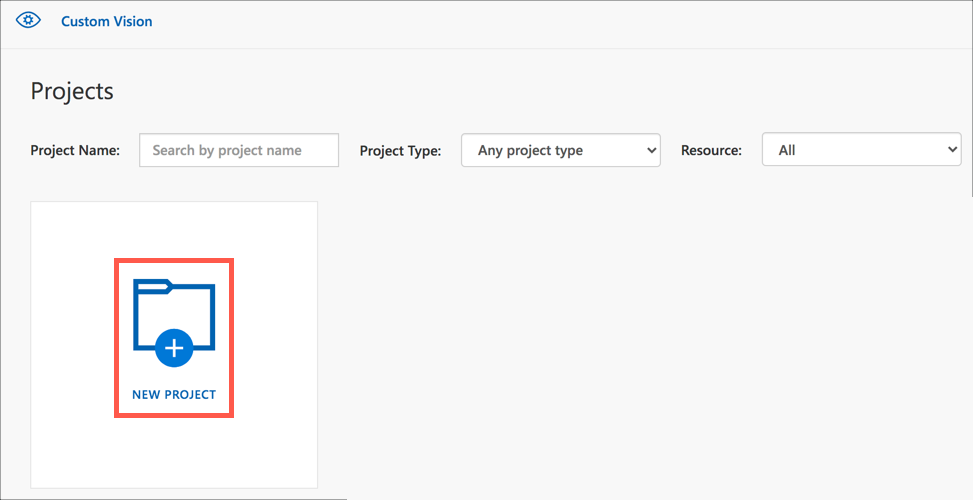 Custom Vision
Projects
Project Name: Search by project name Project Type: Any project type Resource: All
NEW PROJECT